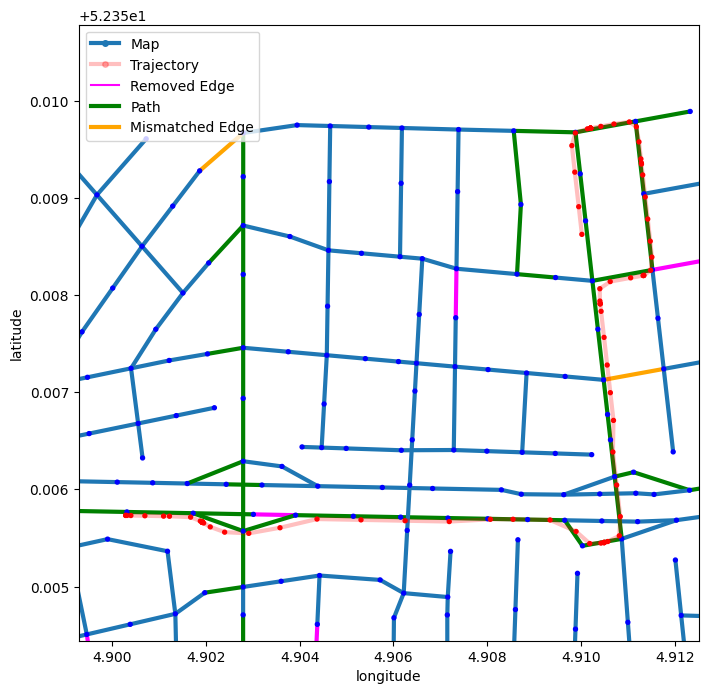 +5.235e1
Map
Trajectory
Removed Edge
Path
Mismatched Edge
0.010
0.009
0.008
0.007
0.006
0.005
latitude
4.900 4.902 4.904 4.906 4.908 4.910 4.912
longitude